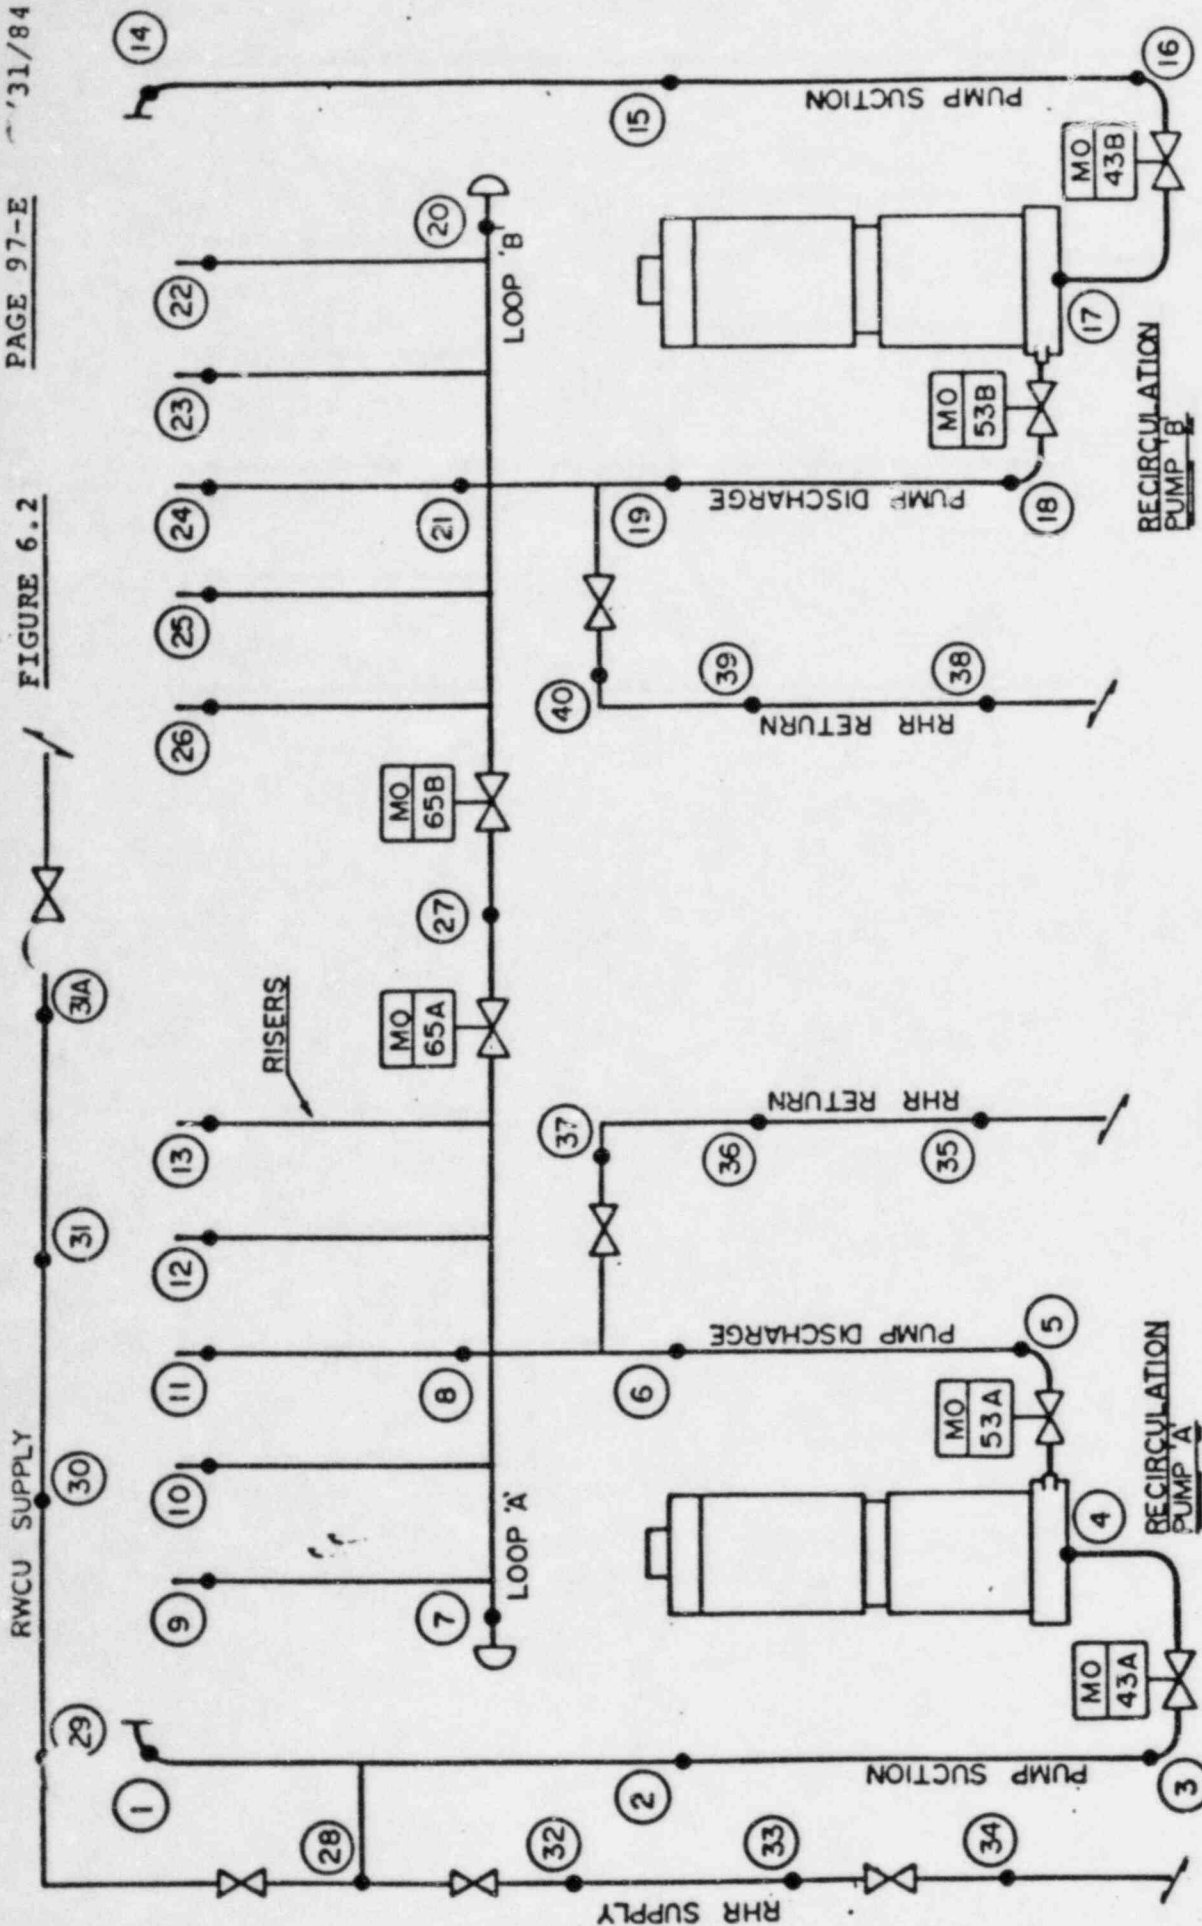 FIGURE 6.2
PAGE 97-E
'31/84
RWCU SUPPLY
29
30
31
31A
1
9
10
11
12
13
RISERS
26
25
24
23
22
14
28
7
LOOP 'A'
8
MO
65A
27
MO
65B
21
LOOP 'B'
20
32
33
34
RHR SUPPLY
2
PUMP SUCTION
3
MO
43A
4
RECIRCULATION
PUMP 'A'
MO
53A
5
6
PUMP DISCHARGE
37
36
35
RHR RETURN
40
39
38
RHR RETURN
19
PUMP DISCHARGE
18
MO
53B
17
RECIRCULATION
PUMP 'B'
MO
43B
15
PUMP SUCTION
16